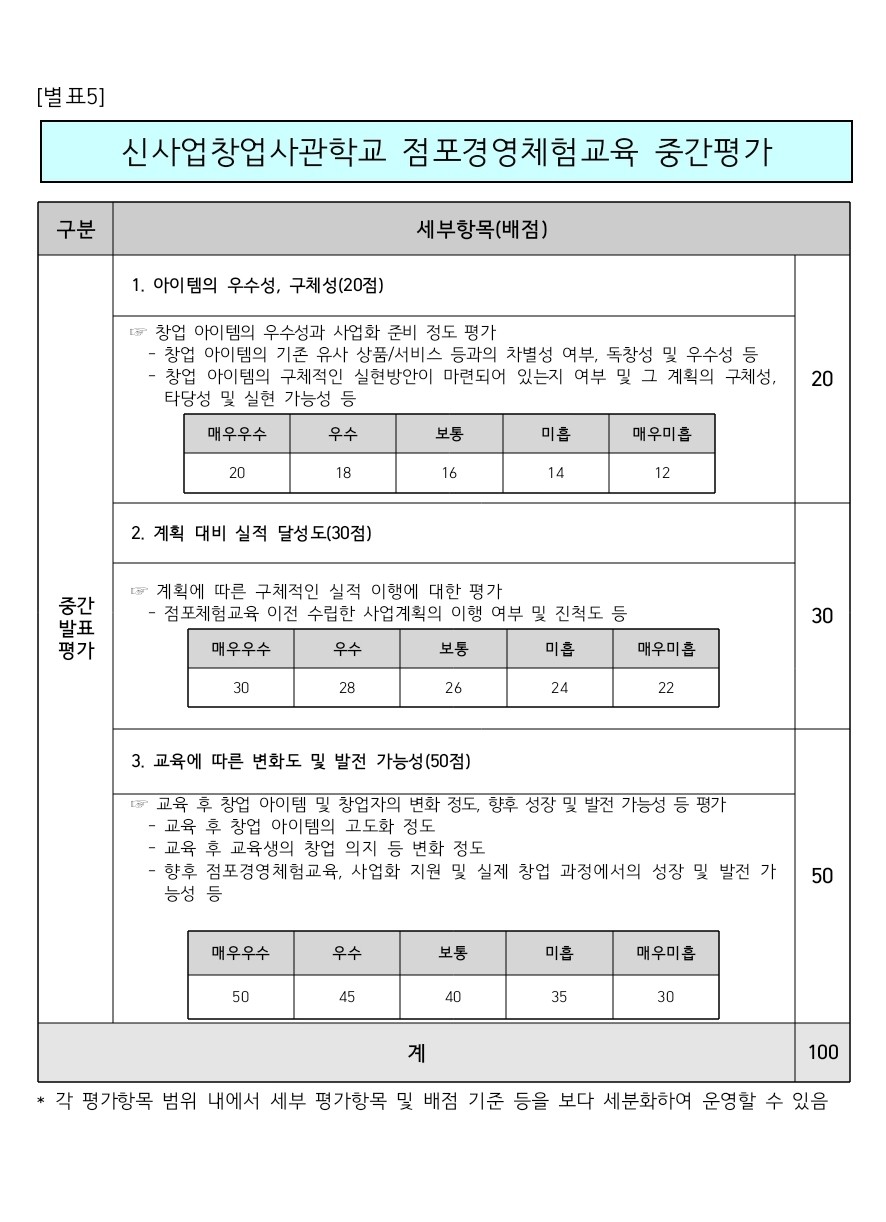 [별표5]
신사업창업사관학교 점포경영체험교육 중간평가
구분 세부항목(배점)
중간
발표
평가
1. 아이템의 우수성, 구체성(20점)
☞ 창업 아이템의 우수성과 사업화 준비 정도 평가
- 창업 아이템의 기존 유사 상품/서비스 등과의 차별성 여부, 독창성 및 우수성 등
- 창업 아이템의 구체적인 실현방안이 마련되어 있는지 여부 및 그 계획의 구체성,
타당성 및 실현 가능성 등
매우우수 우수 보통 미흡 매우미흡
20 18 16 14 12
20
2. 계획 대비 실적 달성도(30점)
☞ 계획에 따른 구체적인 실적 이행에 대한 평가
- 점포체험교육 이전 수립한 사업계획의 이행 여부 및 진척도 등
매우우수 우수 보통 미흡 매우미흡
30 28 26 24 22
30
3. 교육에 따른 변화도 및 발전 가능성(50점)
☞ 교육 후 창업 아이템 및 창업자의 변화 정도, 향후 성장 및 발전 가능성 등 평가
- 교육 후 창업 아이템의 고도화 정도
- 교육 후 교육생의 창업 의지 등 변화 정도
- 향후 점포경영체험교육, 사업화 지원 및 실제 창업 과정에서의 성장 및 발전 가
능성 등
매우우수 우수 보통 미흡 매우미흡
50 45 40 35 30
50
계 100
* 각 평가항목 범위 내에서 세부 평가항목 및 배점 기준 등을 보다 세분화하여 운영할 수 있음